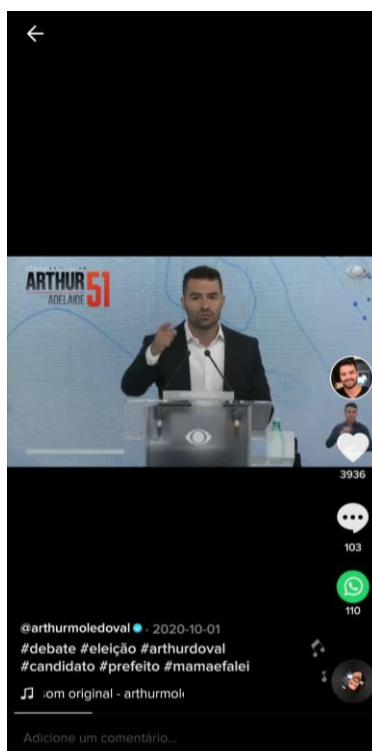 ARTHUR 51
ADELAIDE
3936
103
110
@arthurmoledoval · 2020-10-01
#debate #eleição #arthurdoval
#candidato #prefeito #mamaefalei
om original - arthurmol
Adicione um comentário...